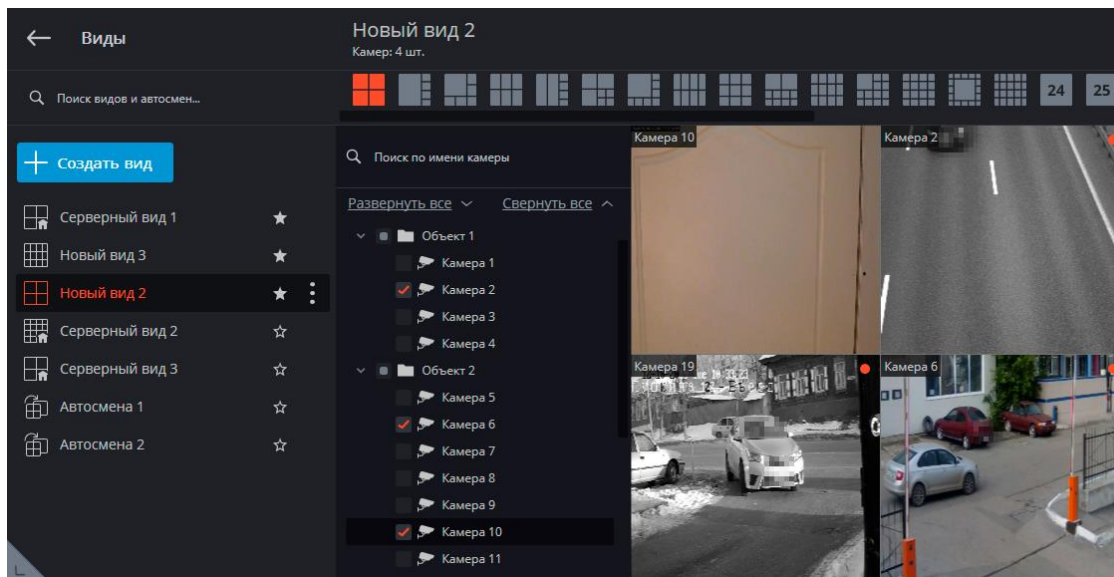 Виды
Новый вид 2
Камер: 4 шт.
Поиск видов и автосмен...
24
25
Создать вид
Серверный вид 1
Новый вид 3
Новый вид 2
Серверный вид 2
Серверный вид 3
Автосмена 1
Автосмена 2
Поиск по имени камеры
Развернуть все
Свернуть все
Объект 1
Камера 1
Камера 2
Камера 3
Камера 4
Объект 2
Камера 5
Камера 6
Камера 7
Камера 8
Камера 9
Камера 10
Камера 11
Камера 10
Камера 2
Камера 19
Камера 6